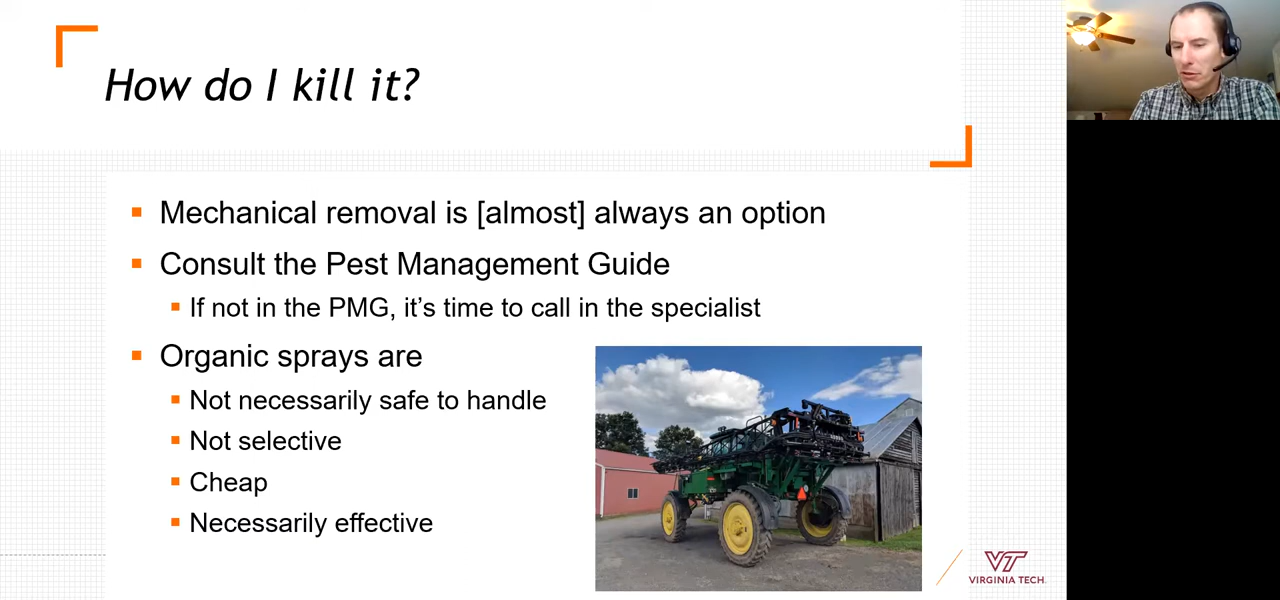 How do I kill it?
Mechanical removal is [almost] always an option
Consult the Pest Management Guide
If not in the PMG, it's time to call in the specialist
Organic sprays are
Not necessarily safe to handle
Not selective
Cheap
Necessarily effective
VT
VIRGINIA TECH.